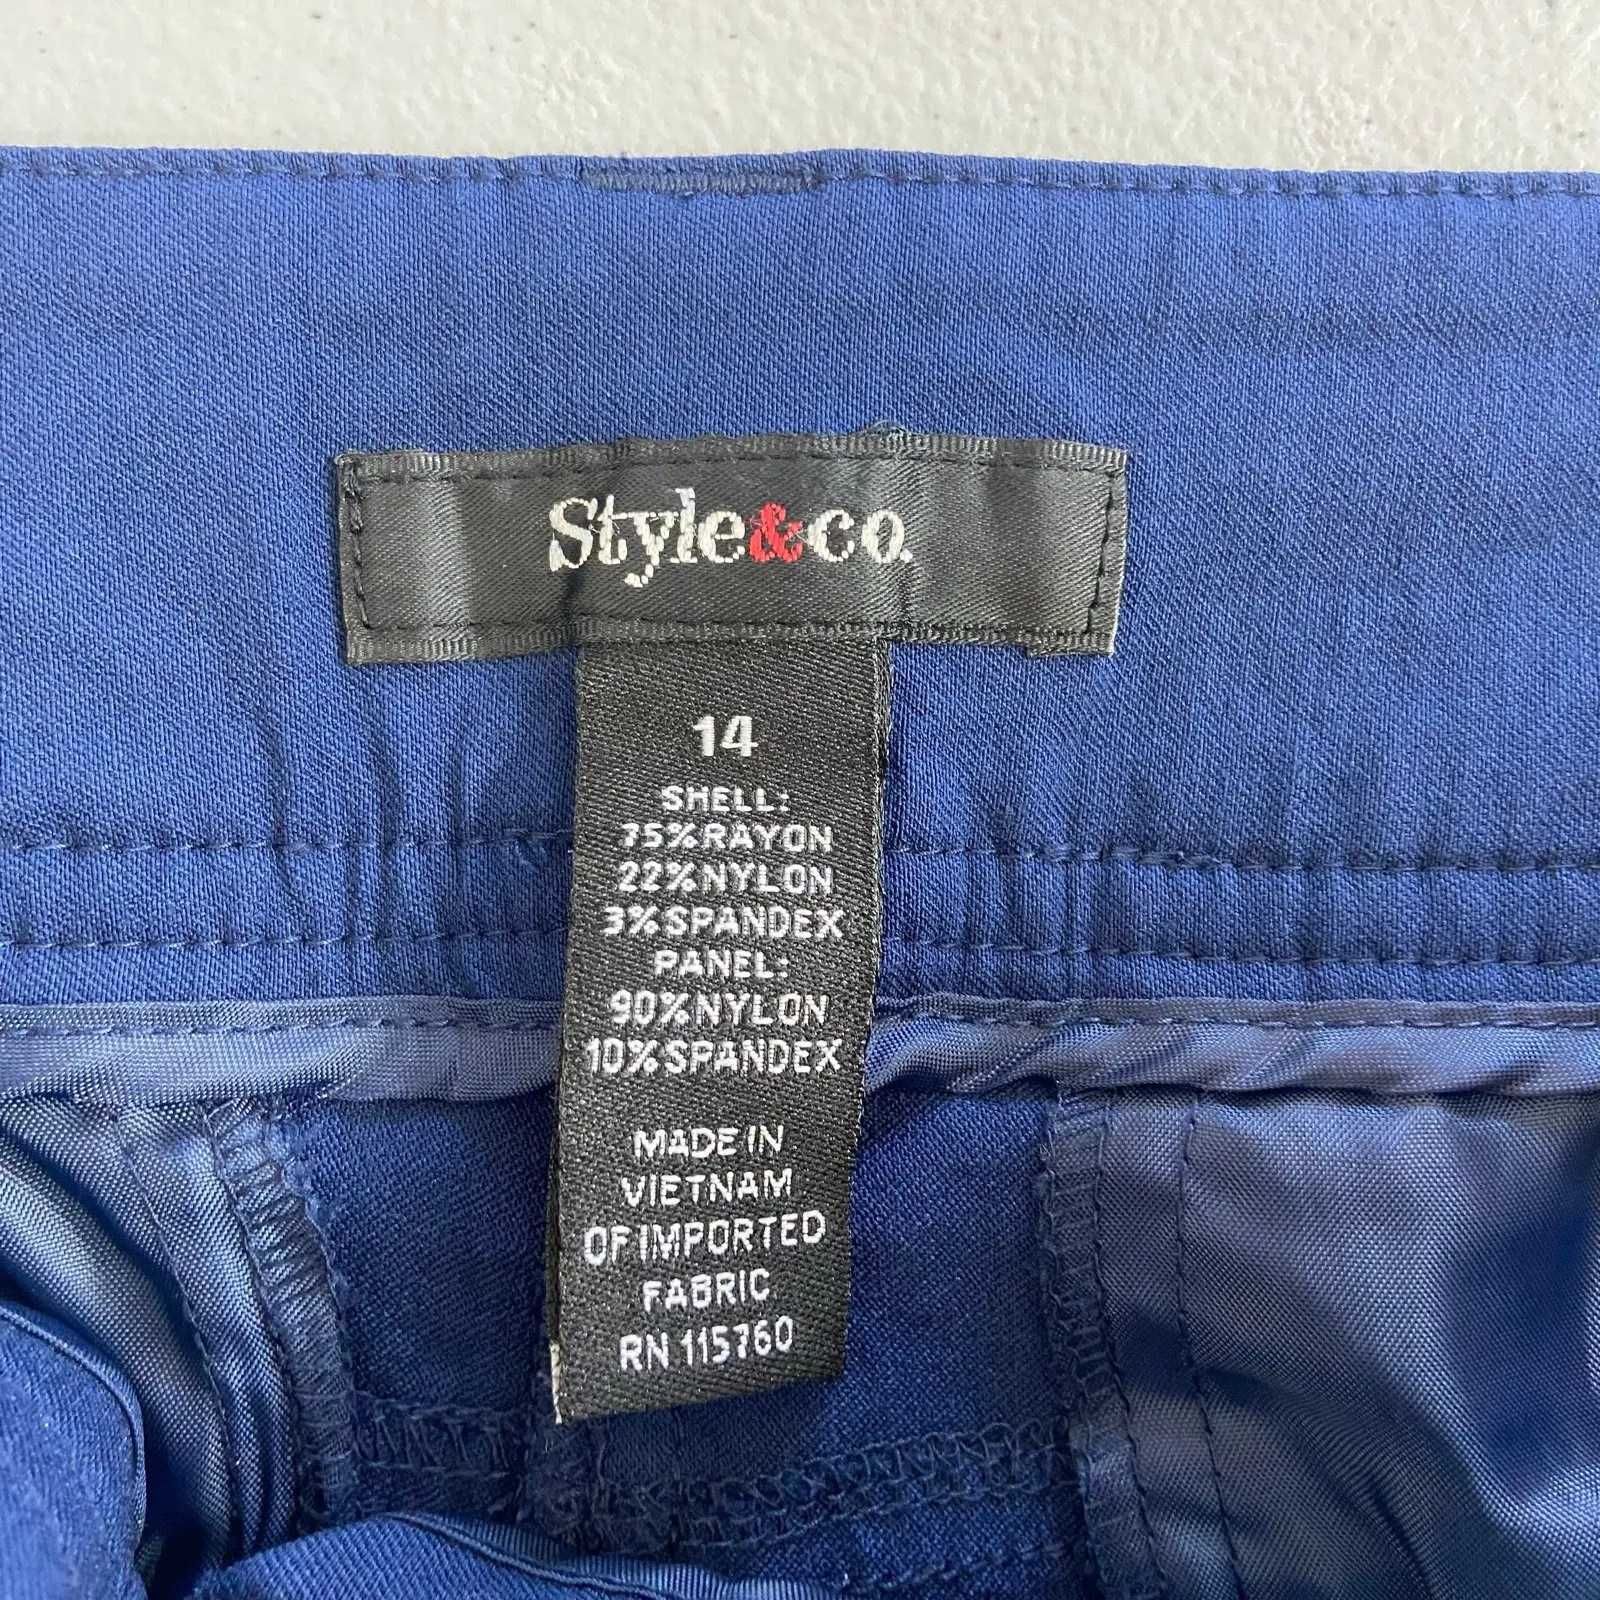 Style&co.
14
SHELL:
75%RAYON
22%NYLON
3%SPANDEX
PANEL:
90%NYLON
10%SPANDEX
MADE IN
VIETNAM
OF IMPORTED
FABRIC
RN 115760